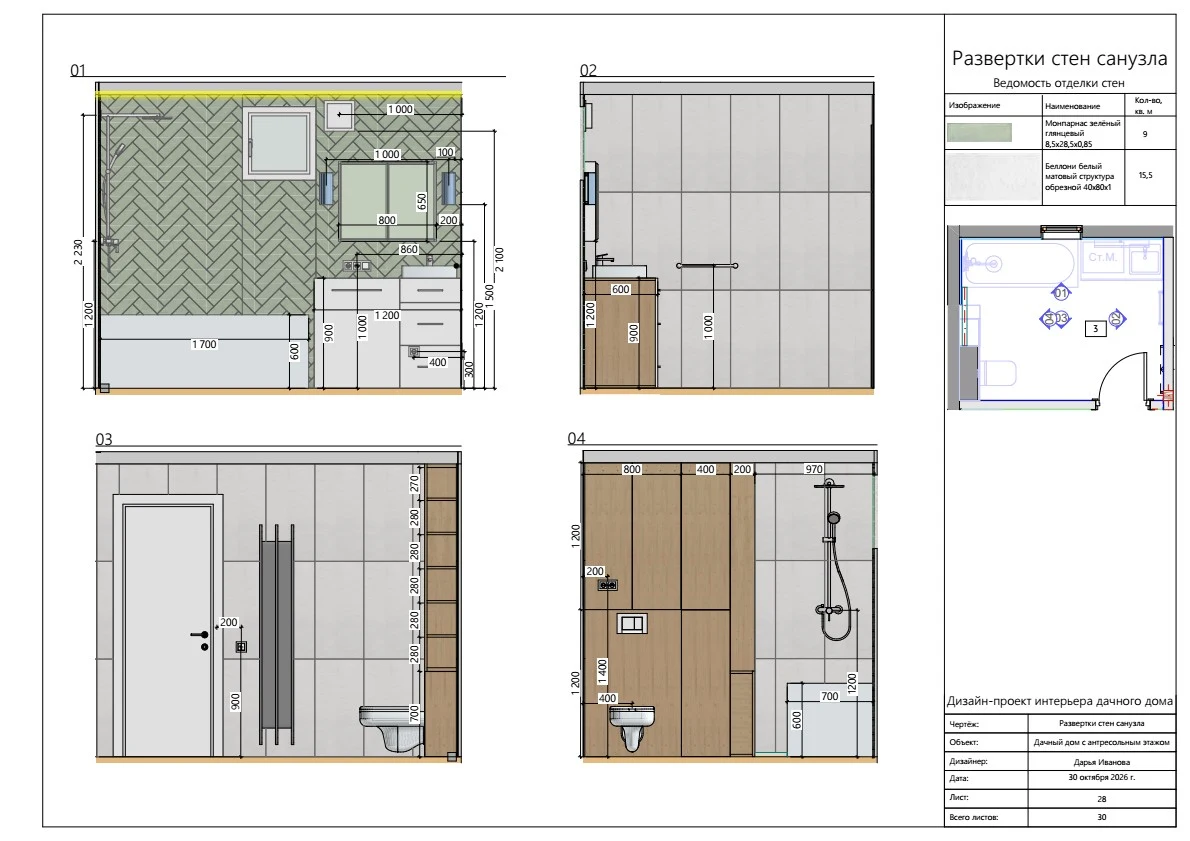 01
1 000
1 000
100
650
800
200
860
2 230
2 100
1 500
1 200
1 200
1 200
1 700
600
900
1 000
400
300
02
600
1 200
900
1 000
03
270
280
280
280
280
280
200
900
700
04
800
400
200
970
1 200
200
1 400
1 200
400
700
1200
600
Развертки стен санузла
Ведомость отделки стен
Изображение
Наименование
Кол-во,
кв. м
Монпарнас зелёный
глянцевый
8,5х28,5х0,85
9
Беллони белый
матовый структура
обрезной 40х80х1
15,5
Ст.М.
01
04
03
02
3
Дизайн-проект интерьера дачного дома
Чертёж:
Развертки стен санузла
Объект:
Дачный дом с антресольным этажом
Дизайнер:
Дарья Иванова
Дата:
30 октября 2026 г.
Лист:
28
Всего листов:
30